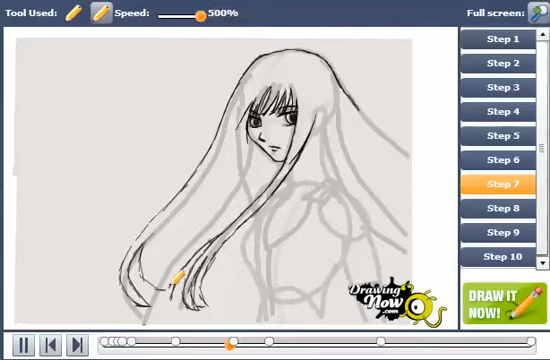 Tool Used:
Speed:
500%
Full screen:
Step 1
Step 2
Step 3
Step 4
Step 5
Step 6
Step 7
Step 8
Step 9
Step 10
Drawing
Now.com
DRAW IT
NOW!